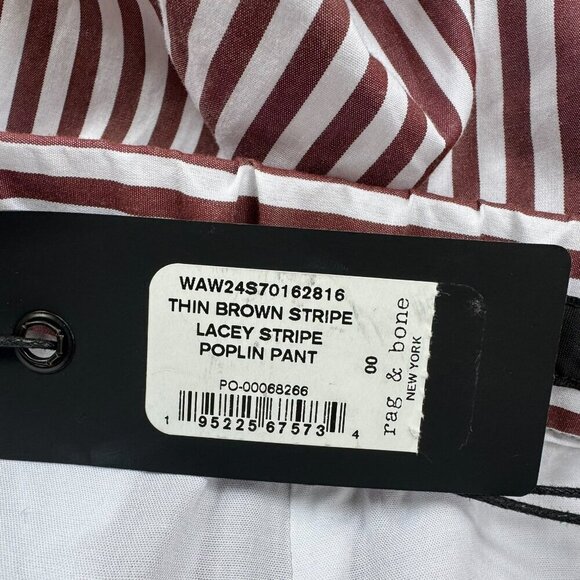 WAW24S70162816
THIN BROWN STRIPE
LACEY STRIPE
POPLIN PANT
PO-00068266
1 95225 67573 4
00
rag & bone
NEW YORK